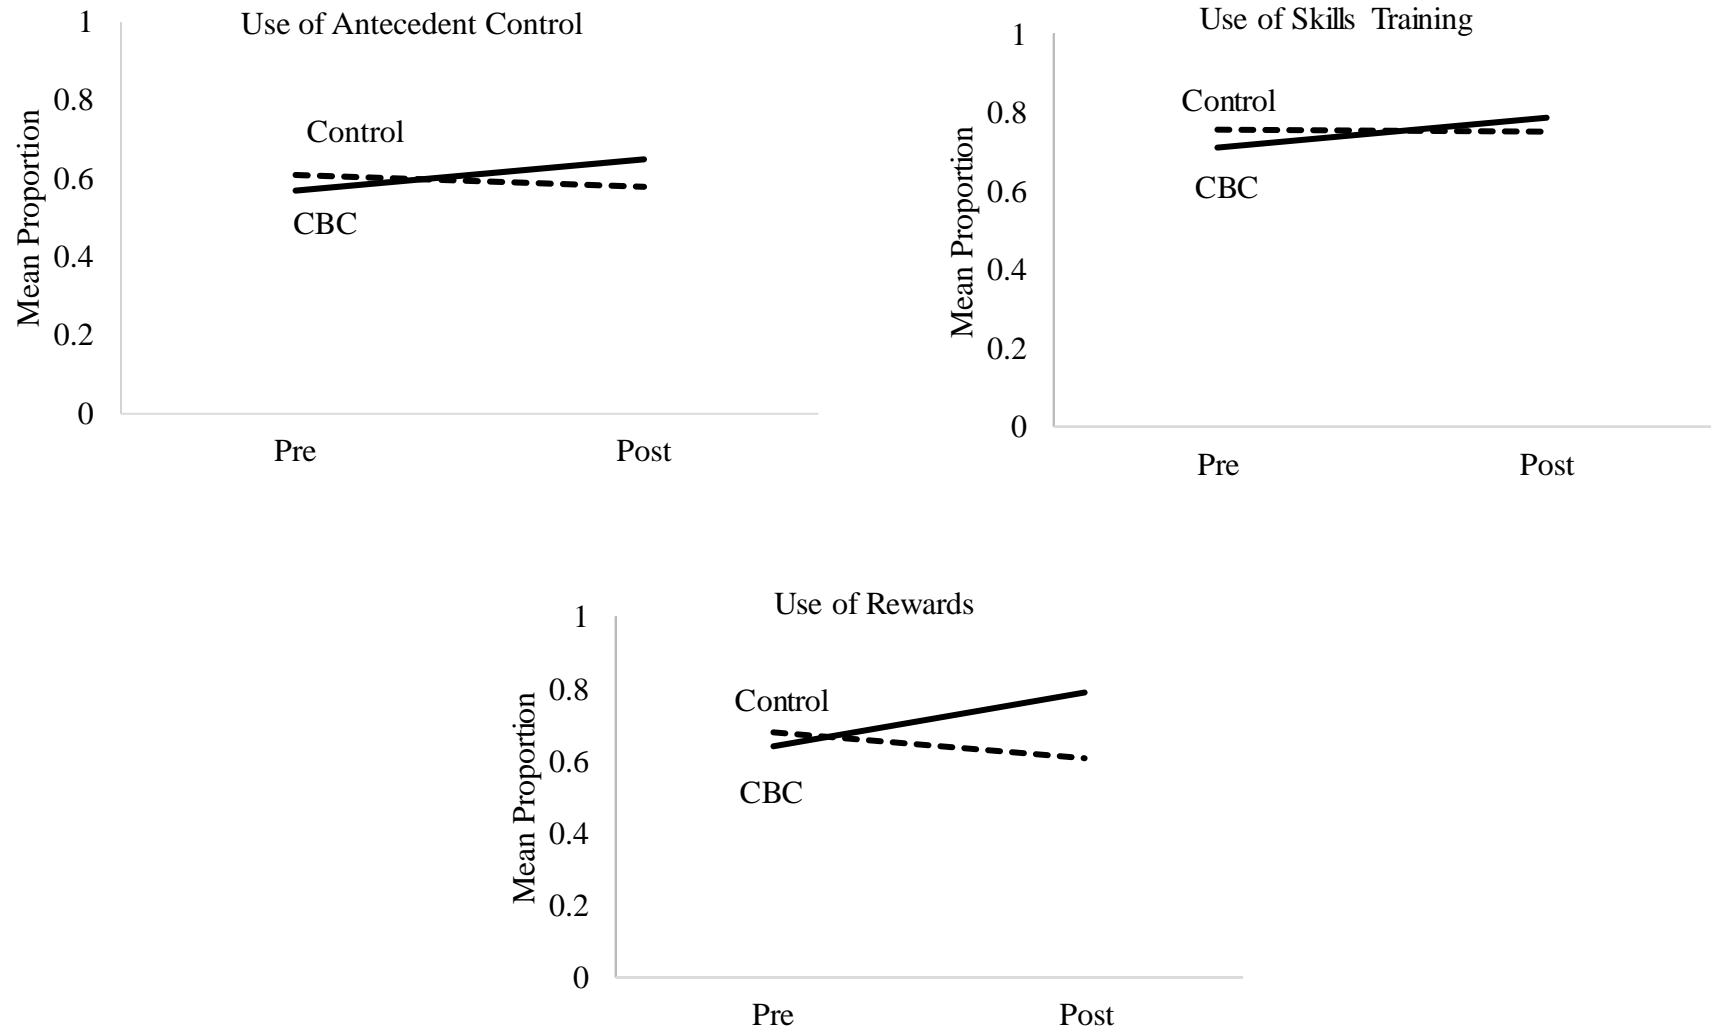 Use of Antecedent Control
Mean Proportion
1
0.8
0.6
0.4
0.2
0
Control
CBC
Pre
Post
Use of Skills Training
Mean Proportion
1
0.8
0.6
0.4
0.2
0
Control
CBC
Pre
Post
Use of Rewards
Mean Proportion
1
0.8
0.6
0.4
0.2
0
Control
CBC
Pre
Post